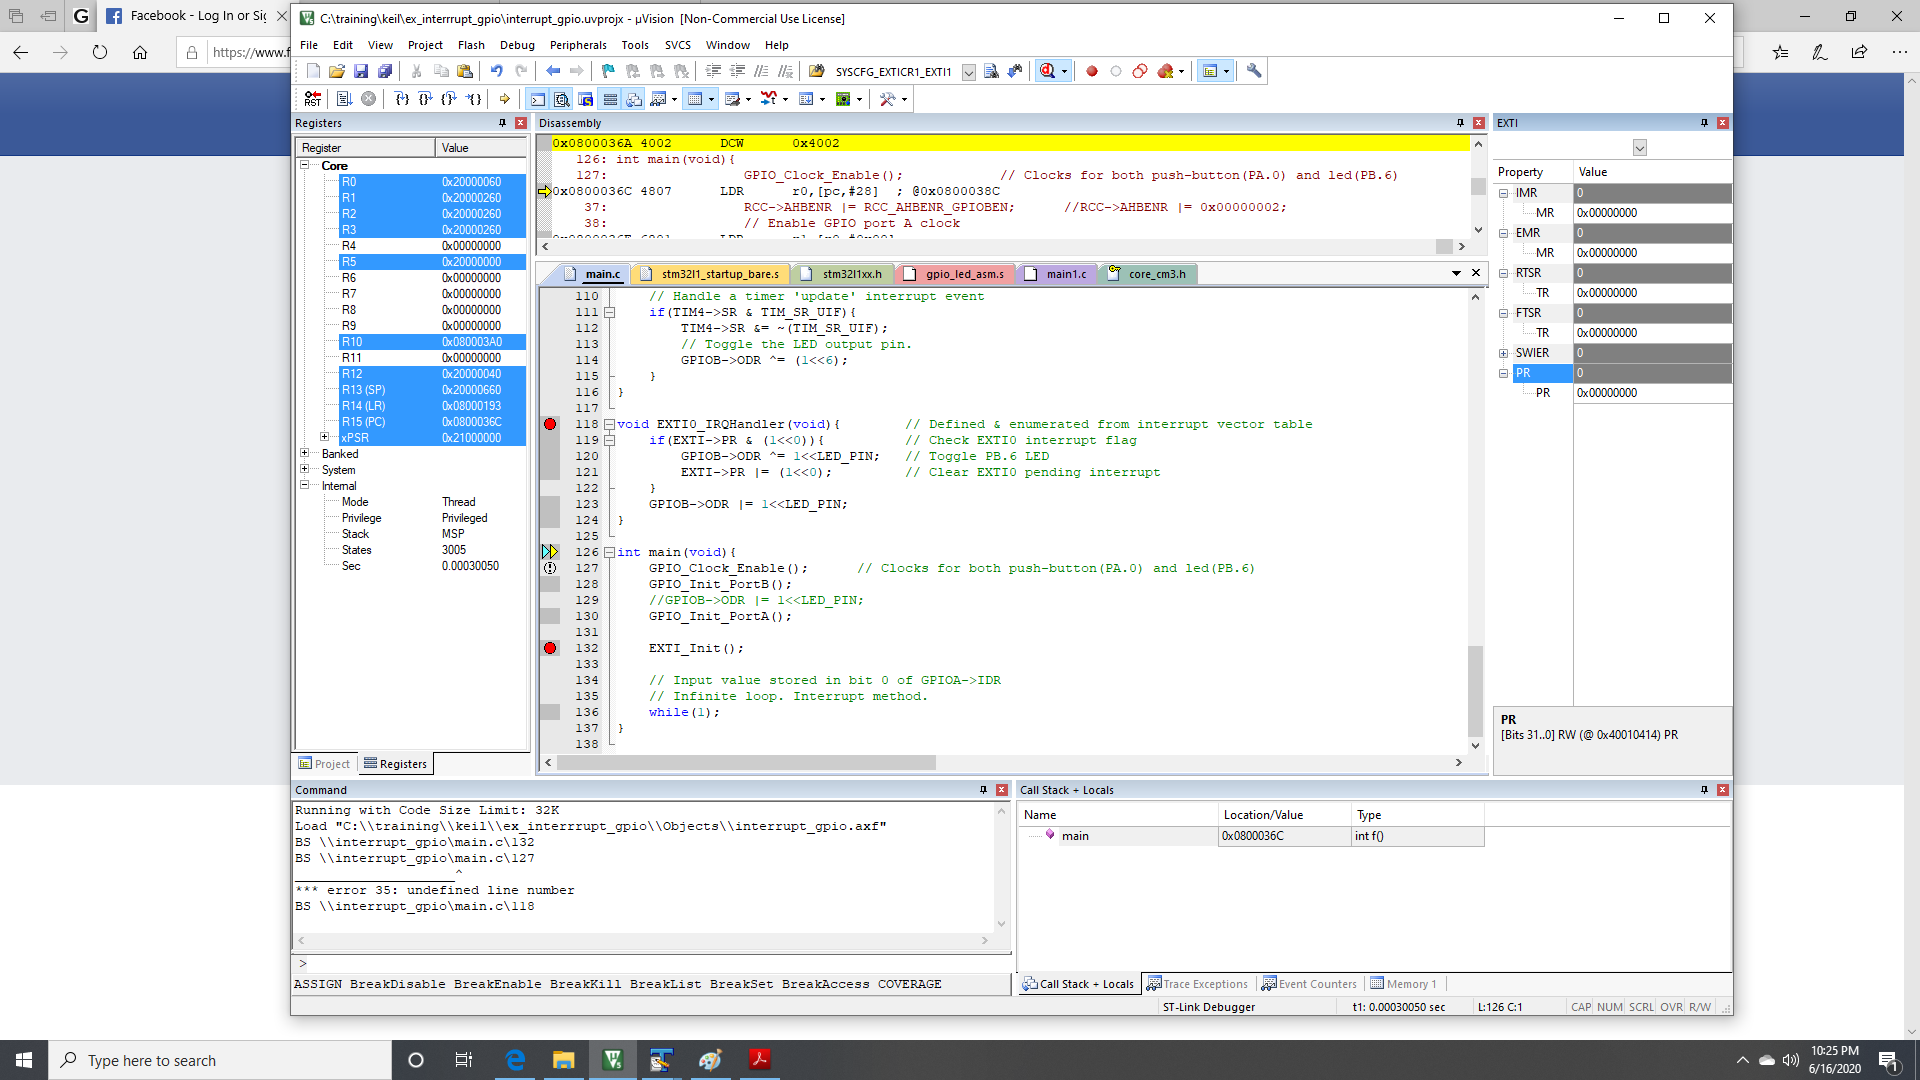 Facebook - Log In or Sig
C:\training\keil\ex_interrrupt_gpio\interrupt_gpio.uvprojx - µVision [Non-Commercial Use License]
https://www.f
File Edit View Project Flash Debug Peripherals Tools SVCS Window Help
SYSCFG_EXTICR1_EXTI1
RST
Registers
Register Value
Core
R0 0x20000060
R1 0x20000260
R2 0x20000260
R3 0x20000260
R4 0x00000000
R5 0x20000000
R6 0x00000000
R7 0x00000000
R8 0x00000000
R9 0x00000000
R10 0x080003A0
R11 0x00000000
R12 0x20000040
R13 (SP) 0x20000660
R14 (LR) 0x08000193
R15 (PC) 0x0800036C
xPSR 0x21000000
Banked
System
Internal
Mode Thread
Privilege Privileged
Stack MSP
States 3005
Sec 0.00030050
Project Registers
Disassembly
0x0800036A 4002 DCW 0x4002
126: int main(void){
127: GPIO_Clock_Enable(); // Clocks for both push-button(PA.0) and led(PB.6)
0x0800036C 4807 LDR r0,[pc,#28] ; @0x0800038C
37: RCC->AHBENR |= RCC_AHBENR_GPIOBEN; //RCC->AHBENR |= 0x00000002;
38: // Enable GPIO port A clock
0x0800036E 6801 LDR r1,[r0,#0x00]
main.c stm32l1_startup_bare.s stm32l1xx.h gpio_led_asm.s main1.c core_cm3.h
110 // Handle a timer 'update' interrupt event
111 if(TIM4->SR & TIM_SR_UIF){
112 TIM4->SR &= ~(TIM_SR_UIF);
113 // Toggle the LED output pin.
114 GPIOB->ODR ^= (1<<6);
115 }
116 }
117
118 void EXTI0_IRQHandler(void){ // Defined & enumerated from interrupt vector table
119 if(EXTI->PR & (1<<0)){ // Check EXTI0 interrupt flag
120 GPIOB->ODR ^= 1<<LED_PIN; // Toggle PB.6 LED
121 EXTI->PR |= (1<<0); // Clear EXTI0 pending interrupt
122 }
123 GPIOB->ODR |= 1<<LED_PIN;
124 }
125
126 int main(void){
127 GPIO_Clock_Enable(); // Clocks for both push-button(PA.0) and led(PB.6)
128 GPIO_Init_PortB();
129 //GPIOB->ODR |= 1<<LED_PIN;
130 GPIO_Init_PortA();
131
132 EXTI_Init();
133
134 // Input value stored in bit 0 of GPIOA->IDR
135 // Infinite loop. Interrupt method.
136 while(1);
137 }
138
EXTI
Property Value
IMR 0
MR 0x00000000
EMR 0
MR 0x00000000
RTSR 0
TR 0x00000000
FTSR 0
TR 0x00000000
SWIER 0
PR 0
PR 0x00000000
PR
[Bits 31..0] RW (@ 0x40010414) PR
Command
Running with Code Size Limit: 32K
Load "C:\\training\\keil\\ex_interrrupt_gpio\\Objects\\interrupt_gpio.axf"
BS \\interrupt_gpio\main.c\132
BS \\interrupt_gpio\main.c\127
____________________^
*** error 35: undefined line number
BS \\interrupt_gpio\main.c\118
>
ASSIGN BreakDisable BreakEnable BreakKill BreakList BreakSet BreakAccess COVERAGE
Call Stack + Locals
Name Location/Value Type
main 0x0800036C int f()
Call Stack + Locals Trace Exceptions Event Counters Memory 1
ST-Link Debugger t1: 0.00030050 sec L:126 C:1 CAP NUM SCRL OVR R/W
Type here to search
10:25 PM
6/16/2020
1